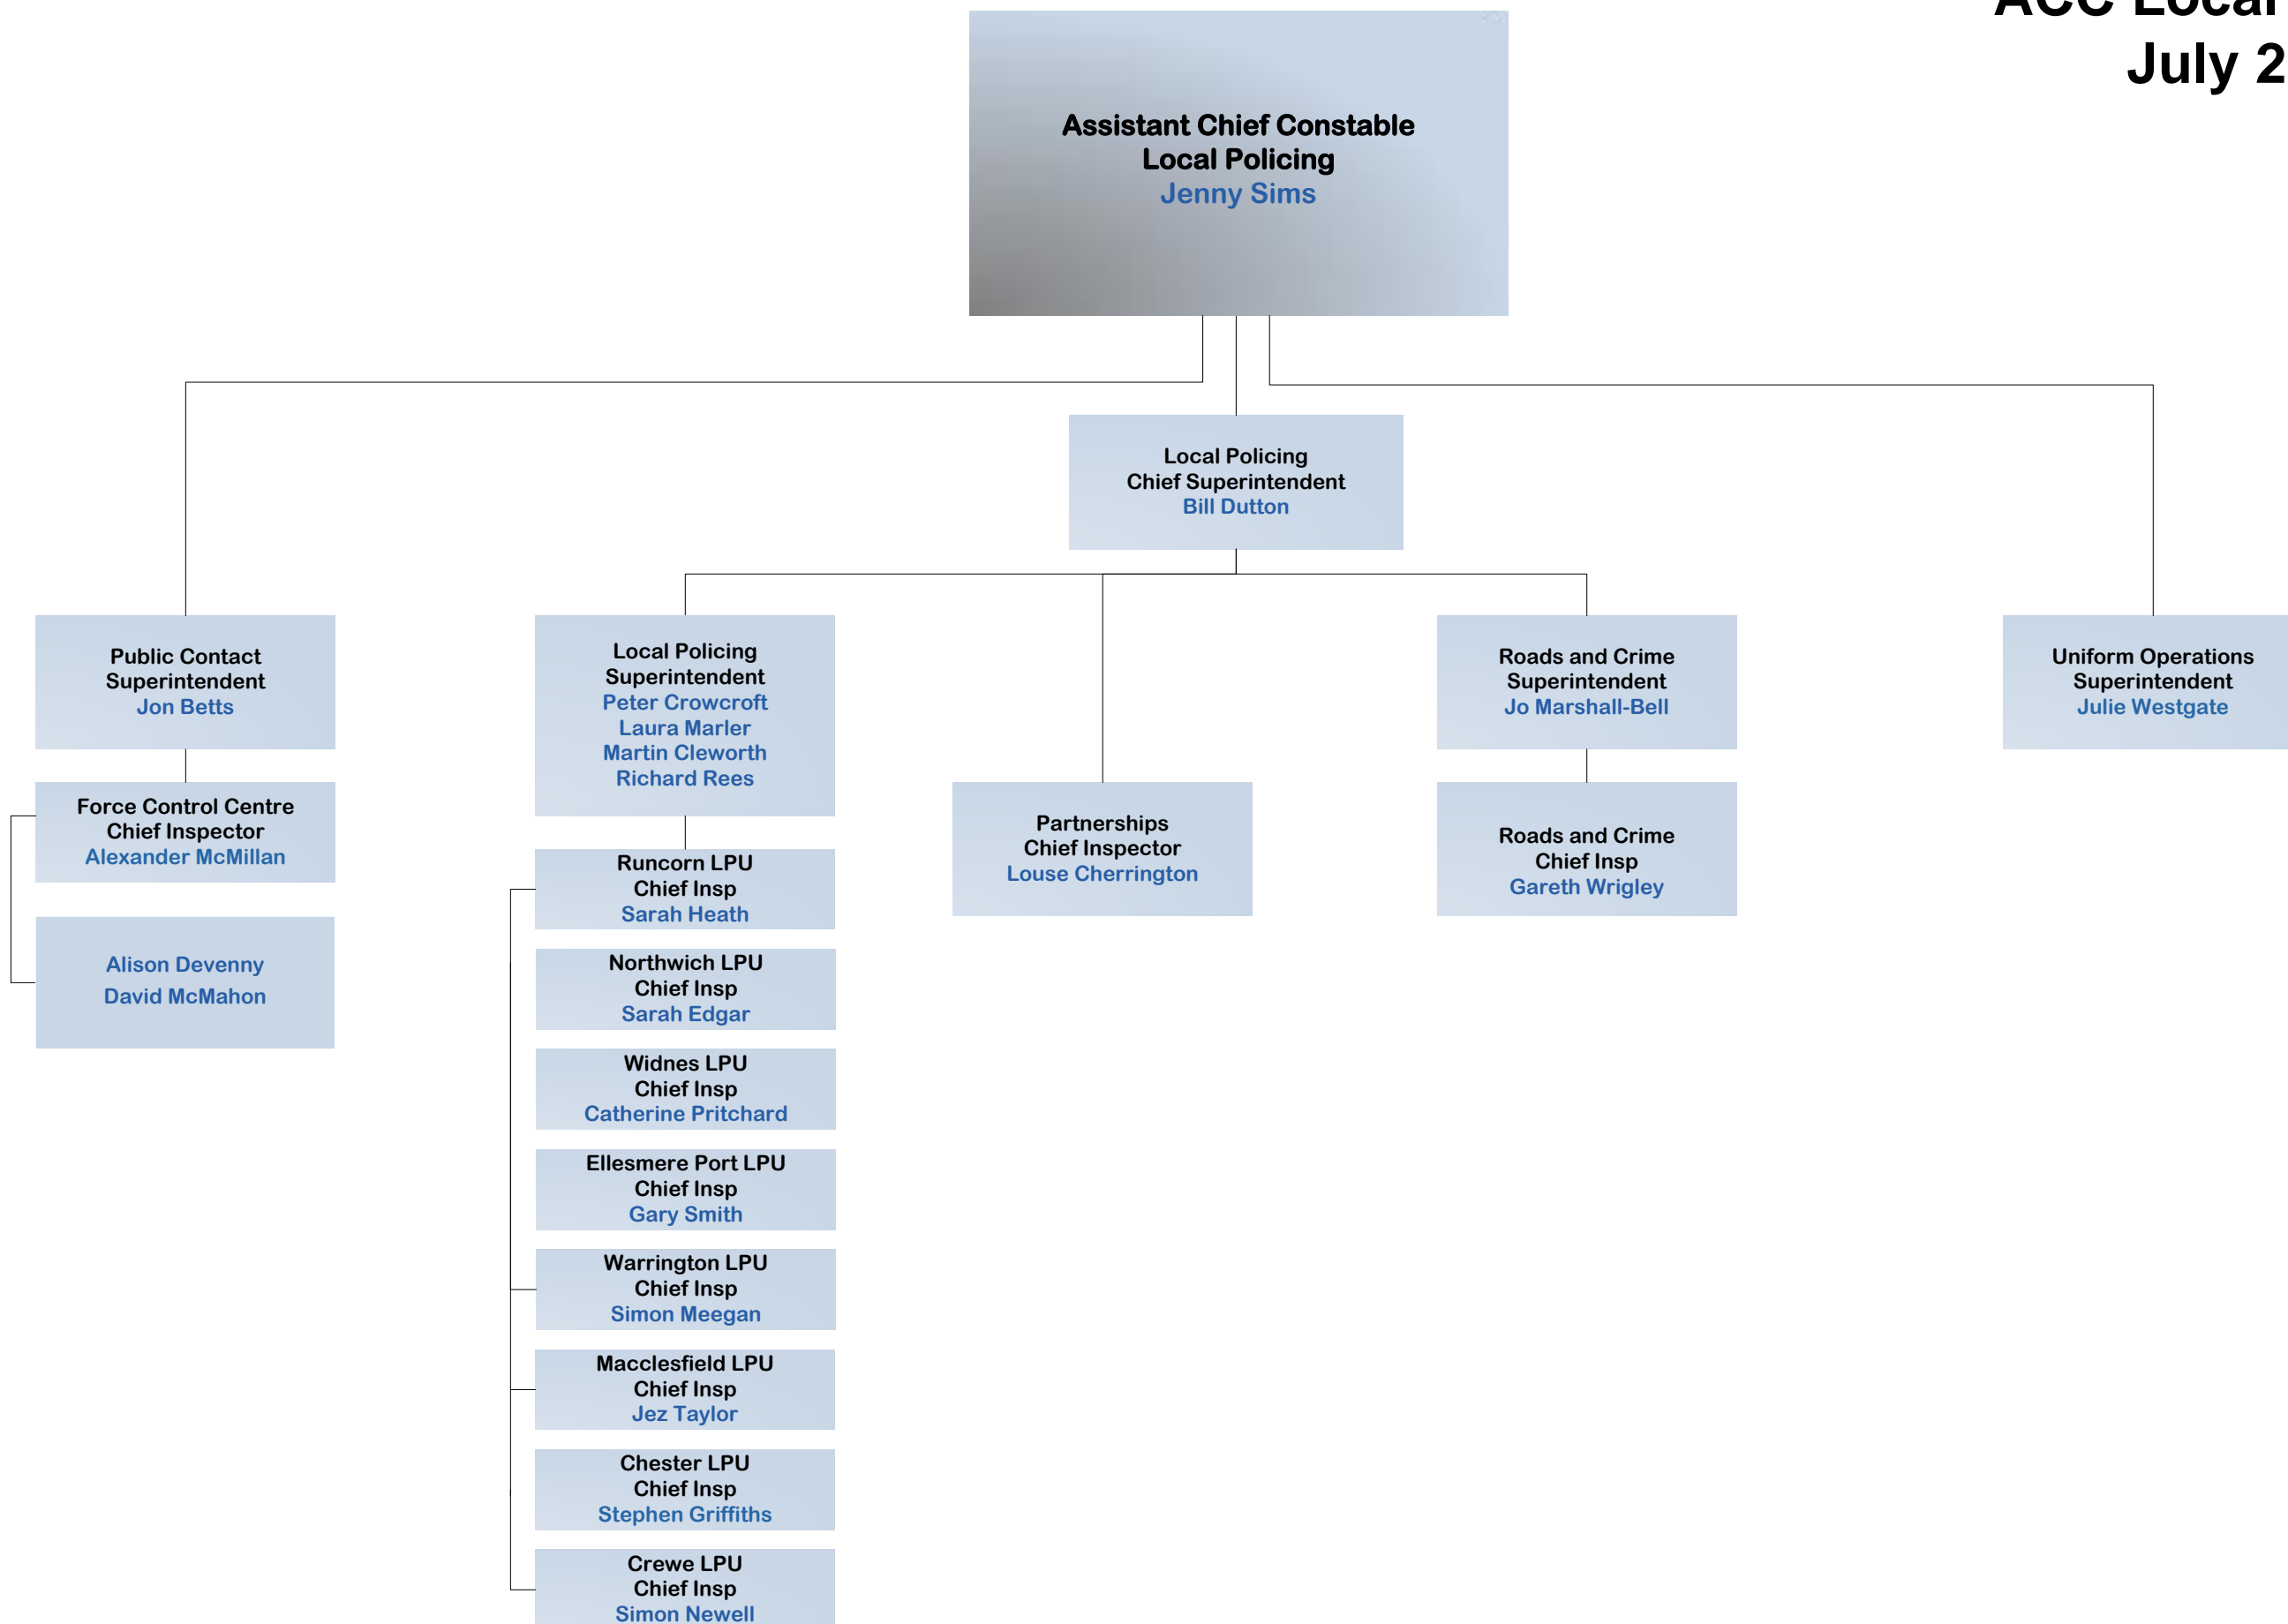 ACC Local
July 2
Assistant Chief Constable
Local Policing
Jenny Sims
Local Policing
Chief Superintendent
Bill Dutton
Public Contact
Superintendent
Jon Betts
Local Policing
Superintendent
Peter Crowcroft
Laura Marler
Martin Cleworth
Richard Rees
Roads and Crime
Superintendent
Jo Marshall-Bell
Uniform Operations
Superintendent
Julie Westgate
Force Control Centre
Chief Inspector
Alexander McMillan
Partnerships
Chief Inspector
Louse Cherrington
Roads and Crime
Chief Insp
Gareth Wrigley
Alison Devenny
David McMahon
Runcorn LPU
Chief Insp
Sarah Heath
Northwich LPU
Chief Insp
Sarah Edgar
Widnes LPU
Chief Insp
Catherine Pritchard
Ellesmere Port LPU
Chief Insp
Gary Smith
Warrington LPU
Chief Insp
Simon Meegan
Macclesfield LPU
Chief Insp
Jez Taylor
Chester LPU
Chief Insp
Stephen Griffiths
Crewe LPU
Chief Insp
Simon Newell